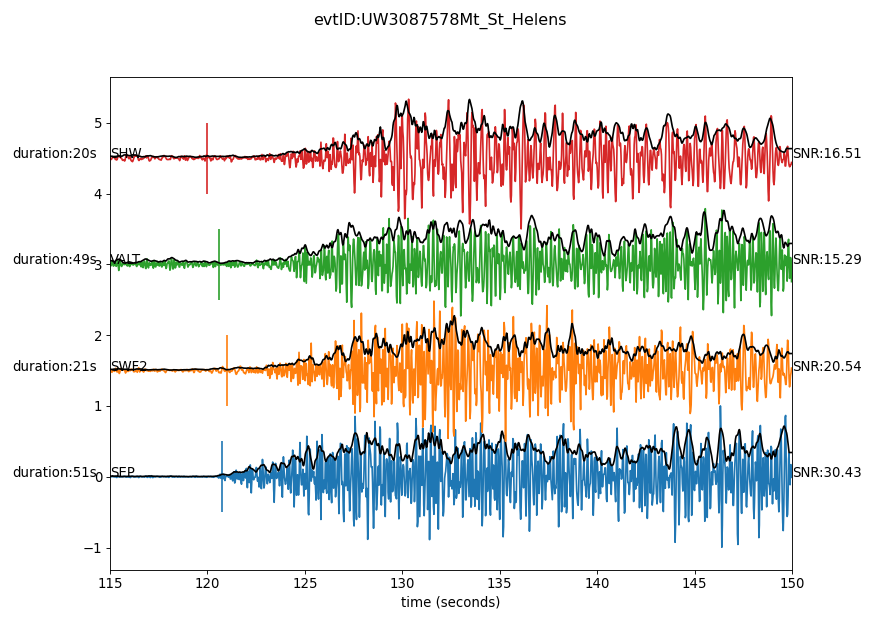 evtID:UW3087578Mt_St_Helens
5
duration:20s SHW SNR:16.51
4
duration:49s VALT SNR:15.29
3
2
duration:21s SWF2 SNR:20.54
1
duration:51s SEP SNR:30.43
0
−1
115 120 125 130 135 140 145 150
time (seconds)